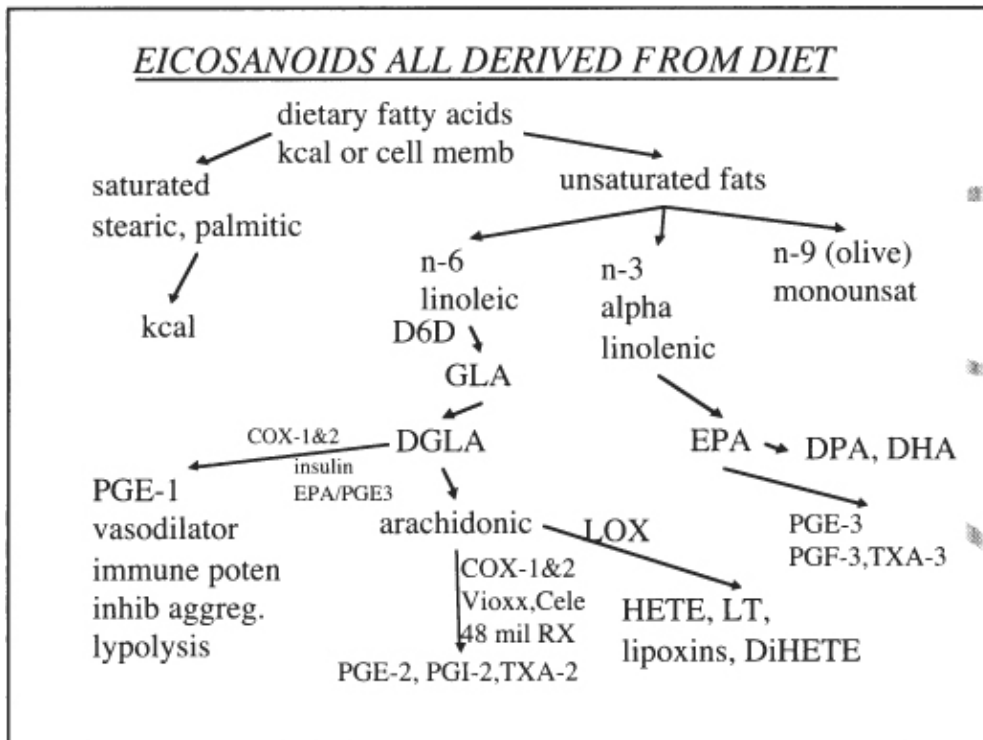 EICOSANOIDS ALL DERIVED FROM DIET
dietary fatty acids
kcal or cell memb
saturated
stearic, palmitic
kcal
unsaturated fats
n-6
linoleic
D6D
GLA
n-3
alpha
linolenic
n-9 (olive)
monounsat
COX-1&2
DGLA
insulin
EPA/PGE3
PGE-1
vasodilator
immune poten
inhib aggreg.
lypolysis
arachidonic
LOX
COX-1&2
Vioxx,Cele
48 mil RX
PGE-2, PGI-2,TXA-2
HETE, LT,
lipoxins, DiHETE
EPA
DPA, DHA
PGE-3
PGF-3,TXA-3